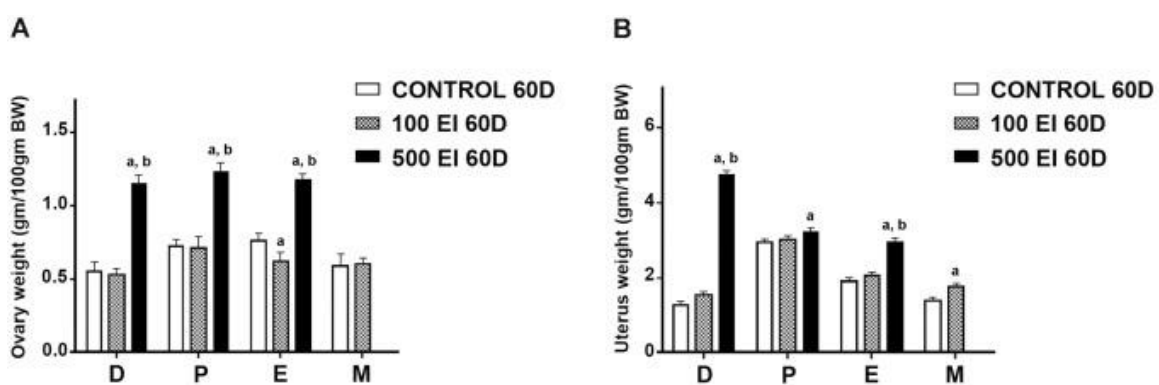 A
Ovary weight (gm/100gm BW)
1.5
1.0
0.5
0.0
a, b
a, b
a, b
a
D
P
E
M
CONTROL 60D
100 EI 60D
500 EI 60D
B
Uterus weight (gm/100gm BW)
6
4
2
0
a, b
a
a, b
a
D
P
E
M
CONTROL 60D
100 EI 60D
500 EI 60D